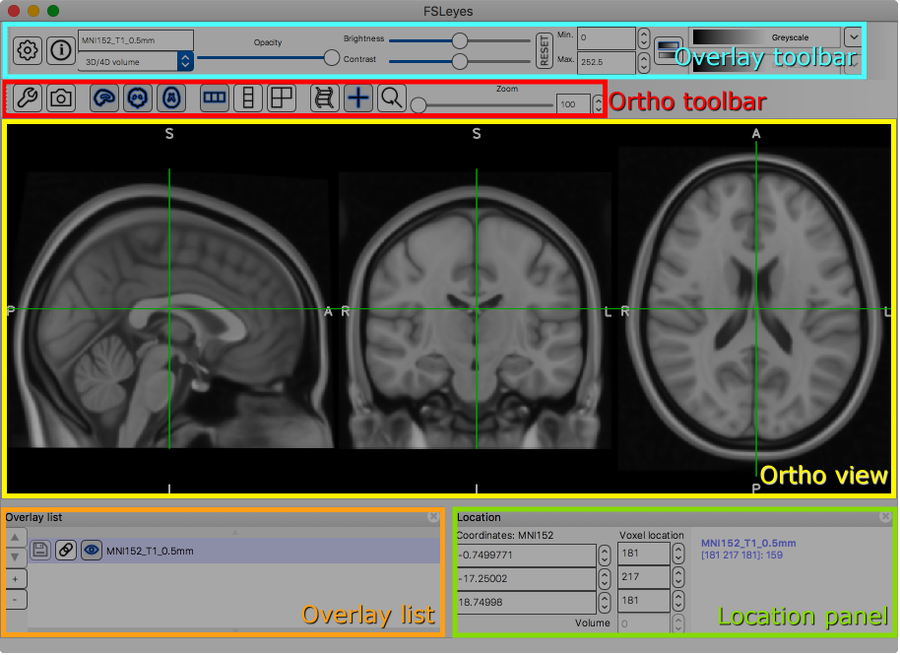 FSLeyes
MNI152_T1_0.5mm
3D/4D volume
Opacity
Brightness
Contrast
RESET
Min.
0
Max.
252.5
Greyscale
Overlay toolbar
Zoom
100
Ortho toolbar
S
S
A
P
A
R
L
R
L
I
I
P
Ortho view
Overlay list
MNI152_T1_0.5mm
+
-
Overlay list
Location
Coordinates: MNI152
Voxel location
-0.7499771
181
-17.25002
217
18.74998
181
Volume
0
MNI152_T1_0.5mm
[181 217 181]: 159
Location panel